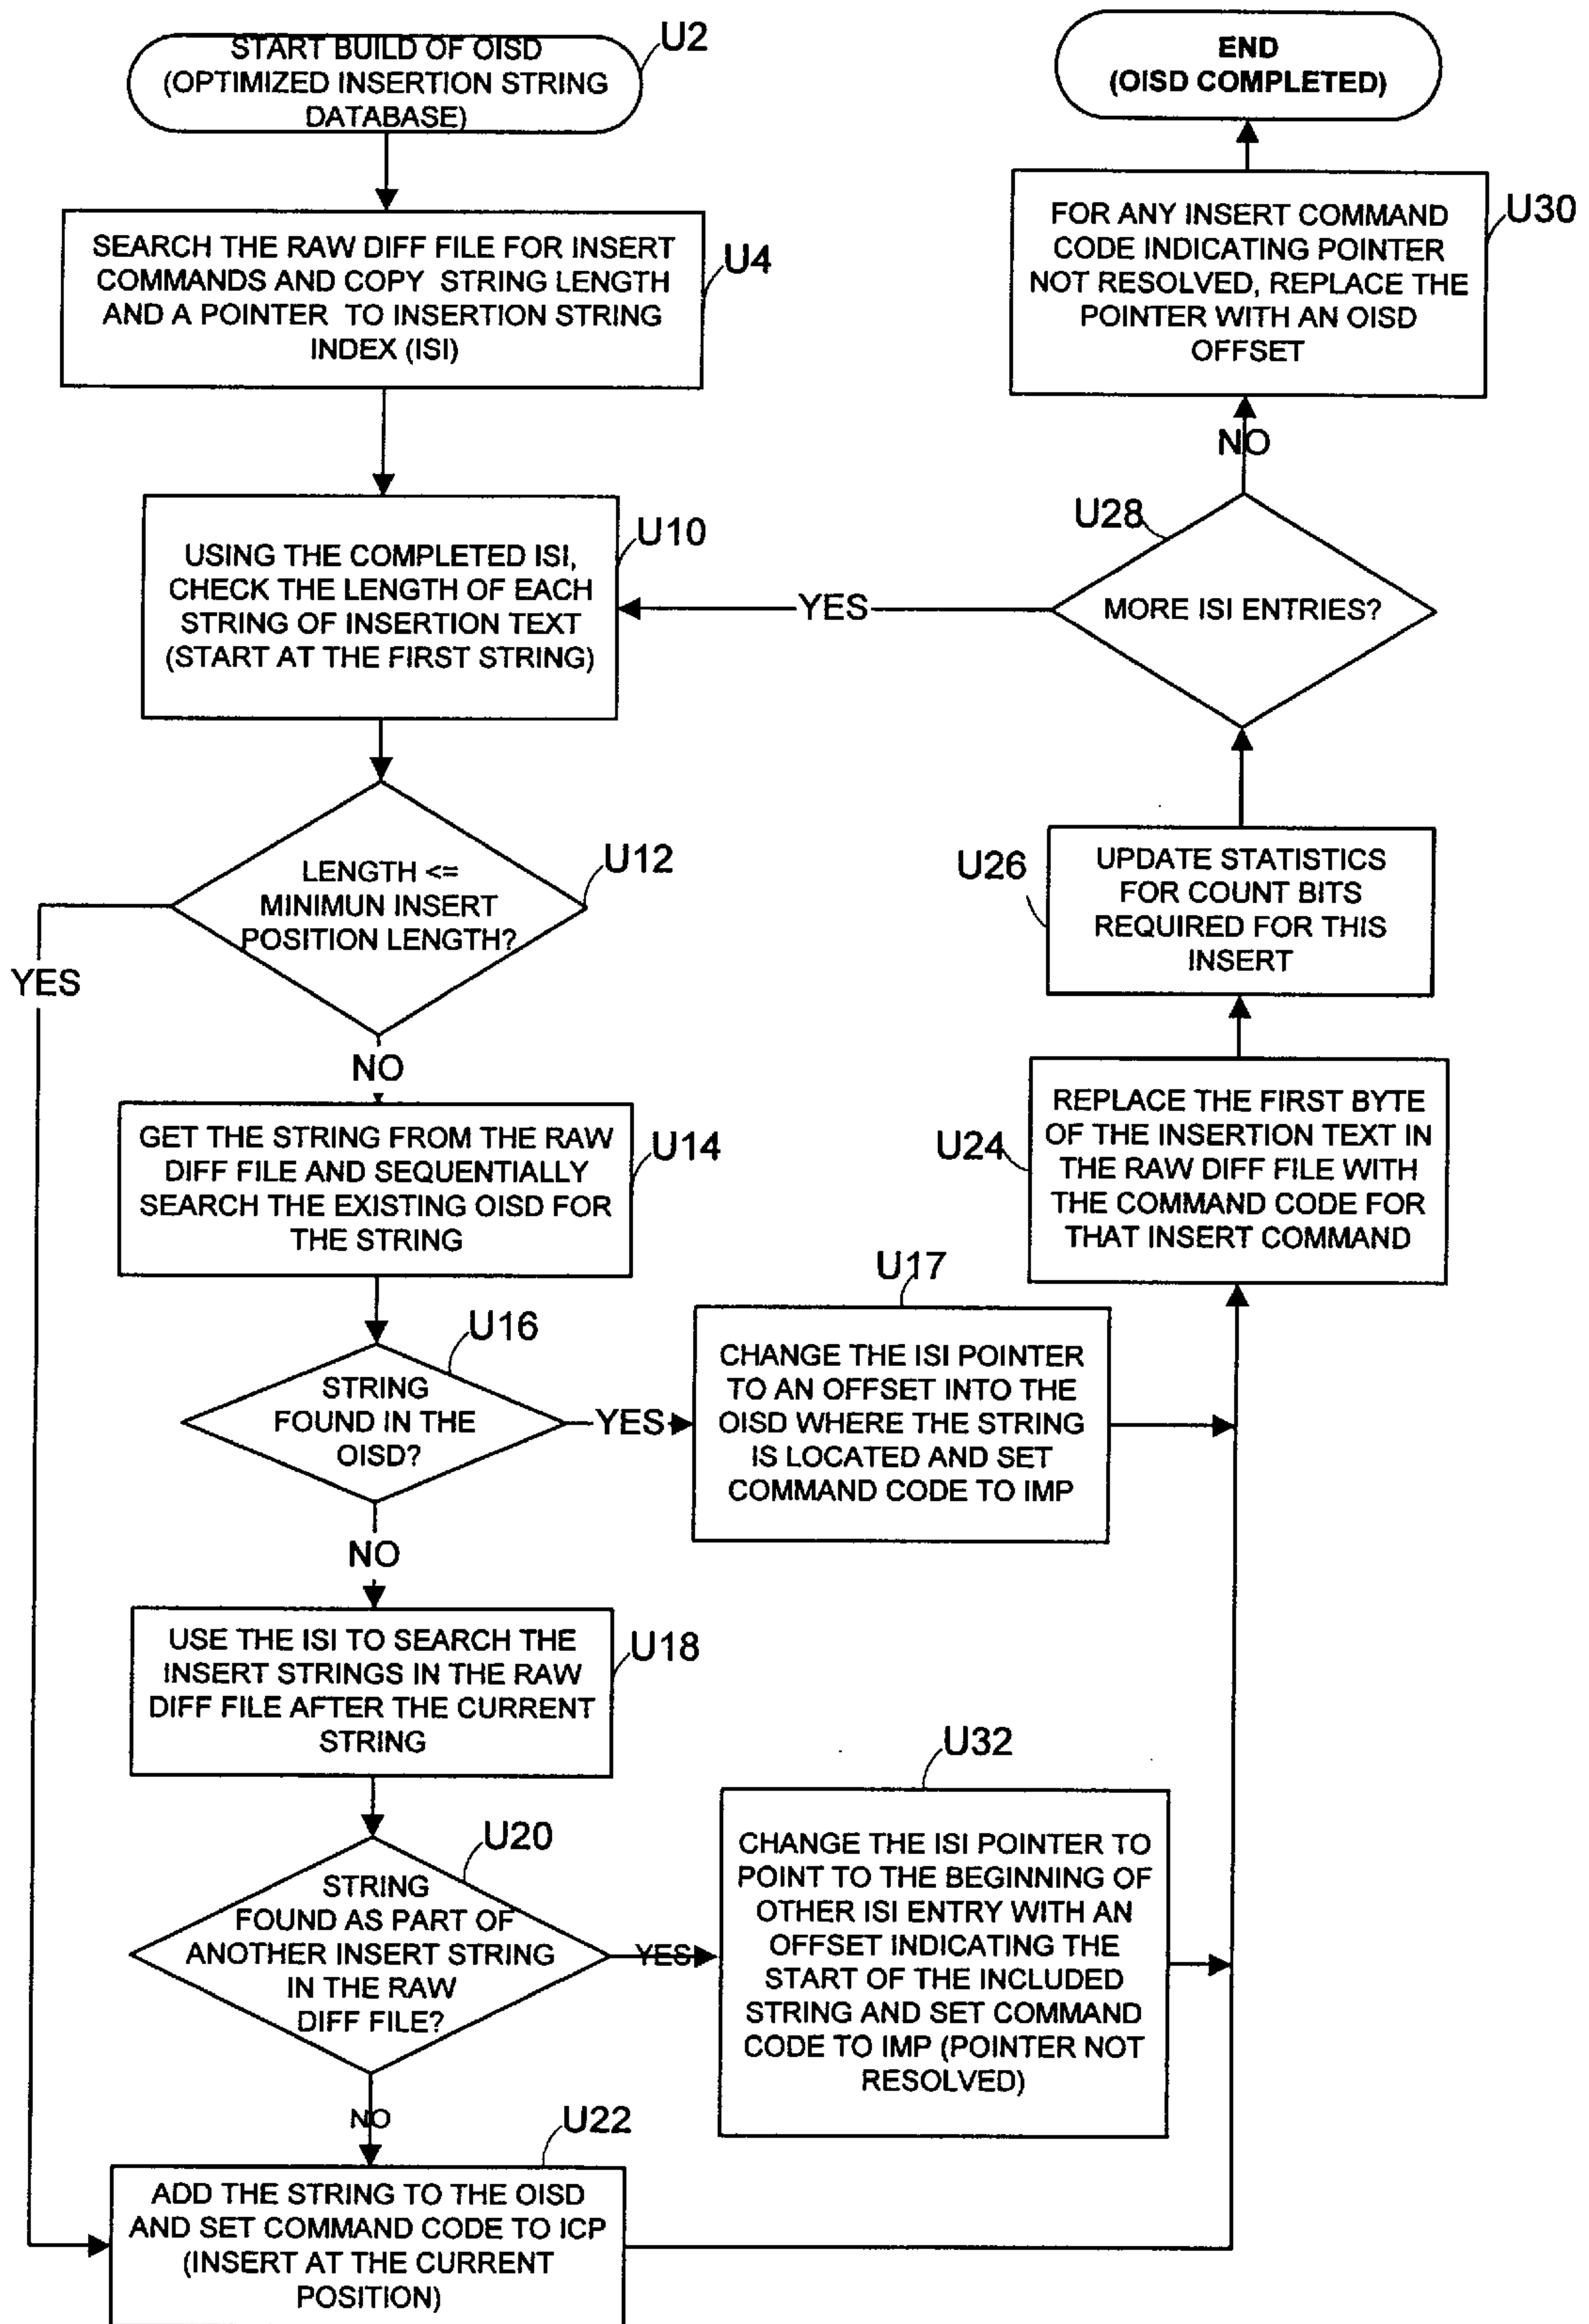 START BUILD OF OISD
(OPTIMIZED INSERTION STRING
DATABASE)
U2
SEARCH THE RAW DIFF FILE FOR INSERT
COMMANDS AND COPY STRING LENGTH
AND A POINTER TO INSERTION STRING
INDEX (ISI)
U4
USING THE COMPLETED ISI,
CHECK THE LENGTH OF EACH
STRING OF INSERTION TEXT
(START AT THE FIRST STRING)
U10
LENGTH <=
MINIMUN INSERT
POSITION LENGTH?
U12
YES
NO
GET THE STRING FROM THE RAW
DIFF FILE AND SEQUENTIALLY
SEARCH THE EXISTING OISD FOR
THE STRING
U14
STRING
FOUND IN THE
OISD?
U16
YES
CHANGE THE ISI POINTER
TO AN OFFSET INTO THE
OISD WHERE THE STRING
IS LOCATED AND SET
COMMAND CODE TO IMP
U17
NO
USE THE ISI TO SEARCH THE
INSERT STRINGS IN THE RAW
DIFF FILE AFTER THE CURRENT
STRING
U18
STRING
FOUND AS PART OF
ANOTHER INSERT STRING
IN THE RAW
DIFF FILE?
U20
YES
CHANGE THE ISI POINTER TO
POINT TO THE BEGINNING OF
OTHER ISI ENTRY WITH AN
OFFSET INDICATING THE
START OF THE INCLUDED
STRING AND SET COMMAND
CODE TO IMP (POINTER NOT
RESOLVED)
U32
NO
ADD THE STRING TO THE OISD
AND SET COMMAND CODE TO ICP
(INSERT AT THE CURRENT
POSITION)
U22
REPLACE THE FIRST BYTE
OF THE INSERTION TEXT IN
THE RAW DIFF FILE WITH
THE COMMAND CODE FOR
THAT INSERT COMMAND
U24
UPDATE STATISTICS
FOR COUNT BITS
REQUIRED FOR THIS
INSERT
U26
MORE ISI ENTRIES?
U28
YES
NO
FOR ANY INSERT COMMAND
CODE INDICATING POINTER
NOT RESOLVED, REPLACE THE
POINTER WITH AN OISD
OFFSET
U30
END
(OISD COMPLETED)